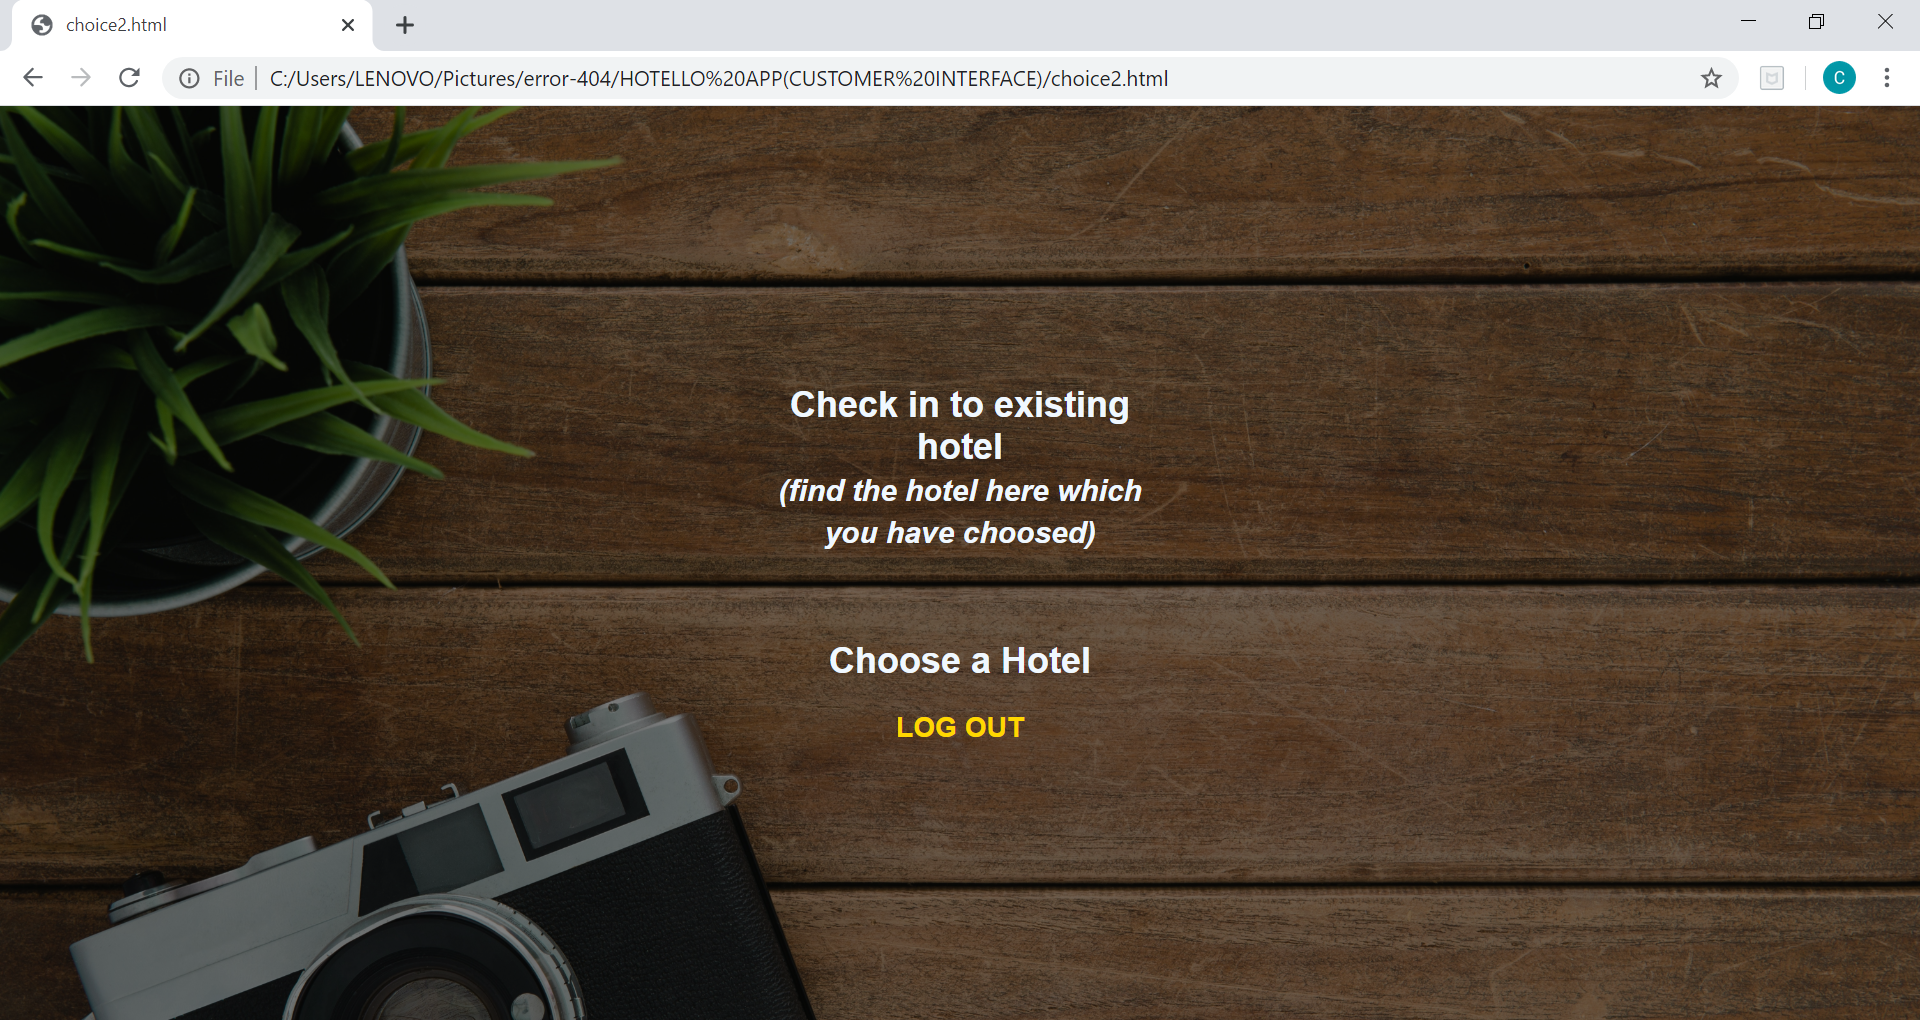 choice2.html
File C:/Users/LENOVO/Pictures/error-404/HOTELLO%20APP(CUSTOMER%20INTERFACE)/choice2.html
C
Check in to existing
hotel
(find the hotel here which
you have choosed)
Choose a Hotel
LOG OUT